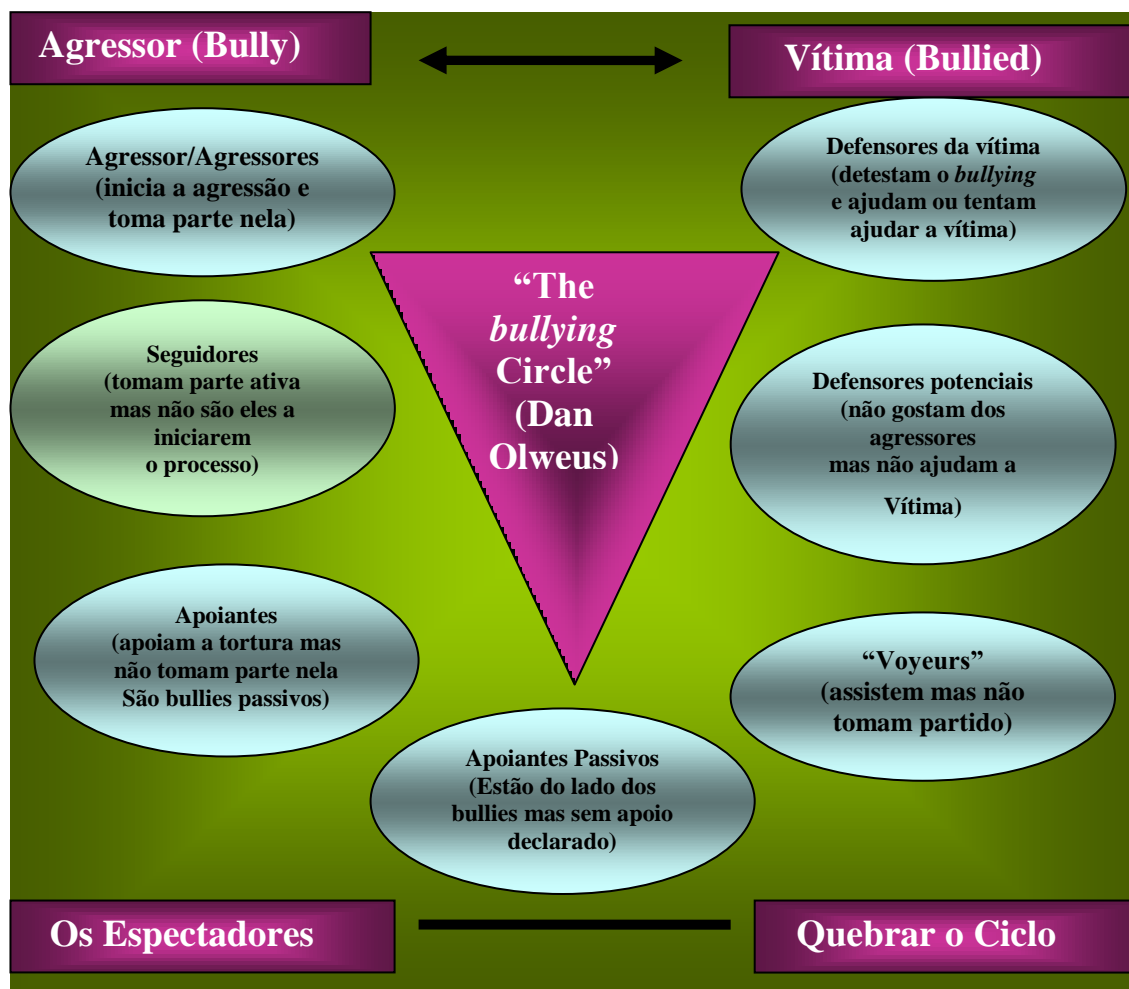 Agressor (Bully)
Vítima (Bullied)
Agressor/Agressores
(inicia a agressão e
toma parte nela)
Defensores da vítima
(detestam o bullying
e ajudam ou tentam
ajudar a vítima)
“The
bullying
Circle”
(Dan
Olweus)
Seguidores
(tomam parte ativa
mas não são eles a
iniciarem
o processo)
Defensores potenciais
(não gostam dos
agressores
mas não ajudam a
Vítima)
Apoiantes
(apoiam a tortura mas
não tomam parte nela
São bullies passivos)
“Voyeurs”
(assistem mas não
tomam partido)
Apoiantes Passivos
(Estão do lado dos
bullies mas sem apoio
declarado)
Os Espectadores
Quebrar o Ciclo